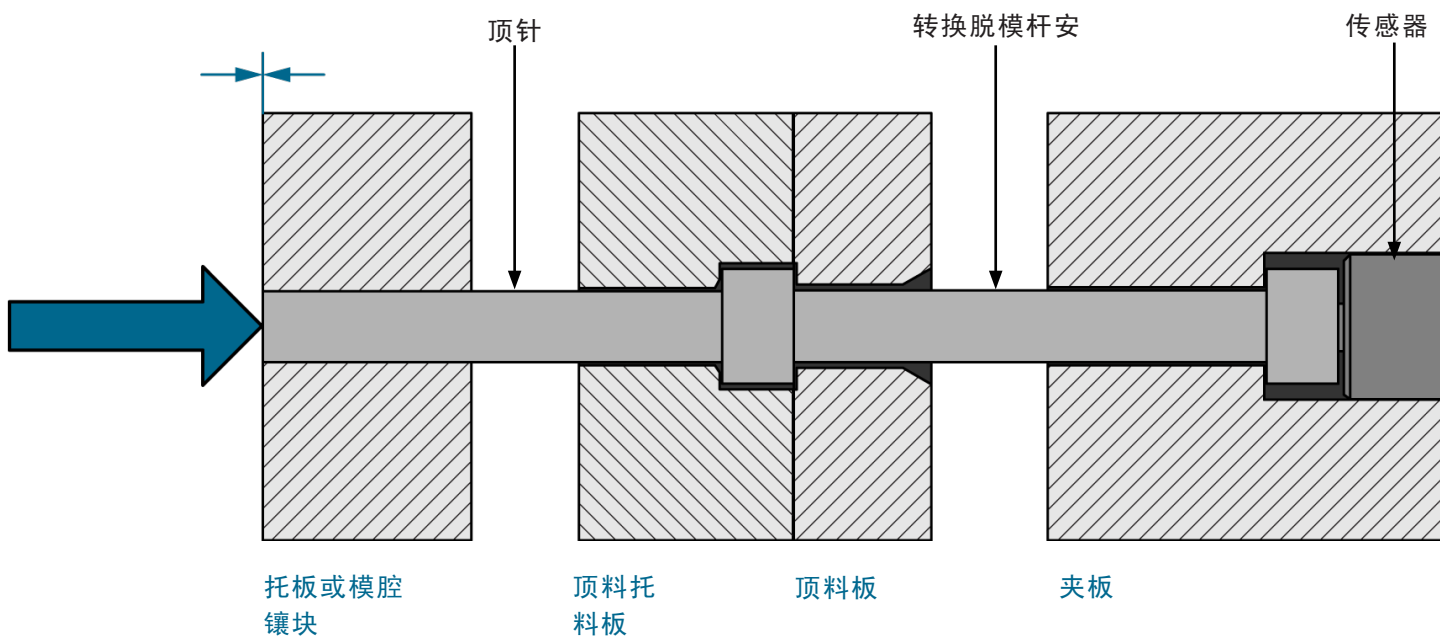 顶针
转换脱模杆安
传感器
托板或模腔
镶块
顶料托
料板
顶料板
夹板